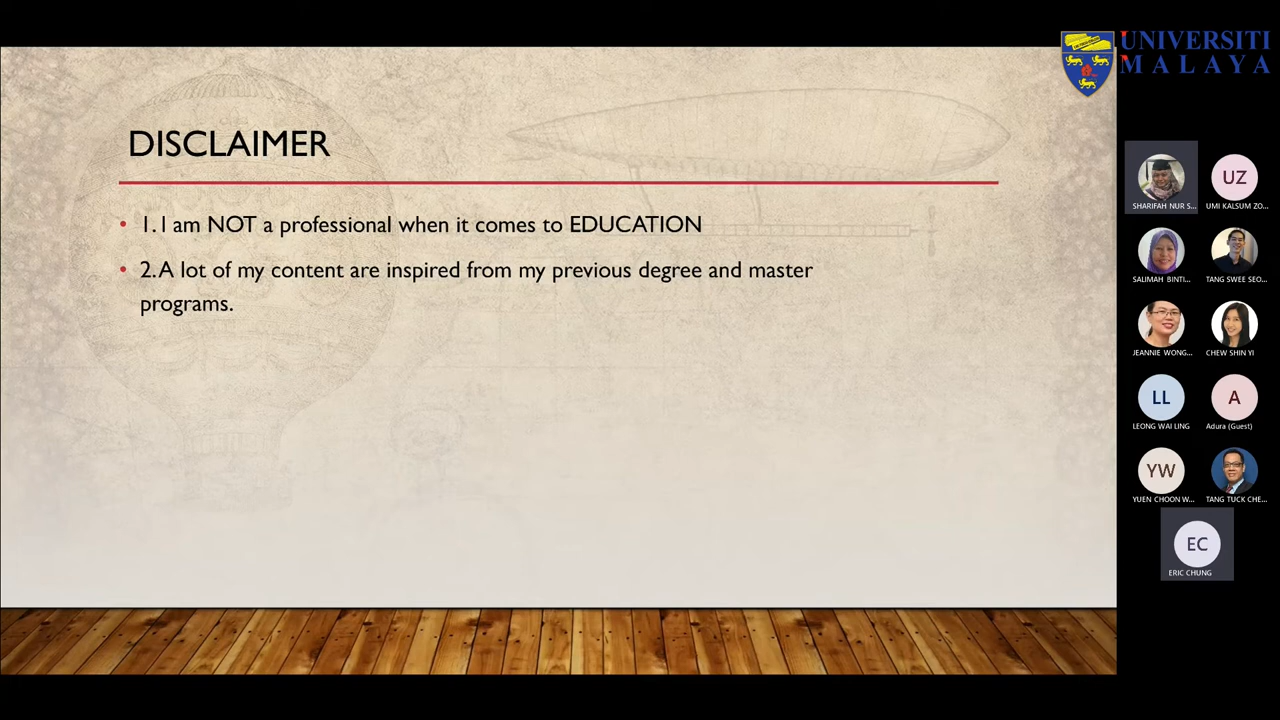 UNIVERSITI
MALAYA
DISCLAIMER
• 1. I am NOT a professional when it comes to EDUCATION
• 2. A lot of my content are inspired from my previous degree and master
programs.
UZ
SHARIFAH NUR S...
UMI KALSUM ZO...
SALIMAH BINTI...
TANG SWEE SEO...
JEANNIE WONG...
CHEW SHIN YI
LL
A
LEONG WAI LING
Adura (Guest)
YW
YUEN CHOON W...
TANG TUCK CHE...
EC
ERIC CHUNG